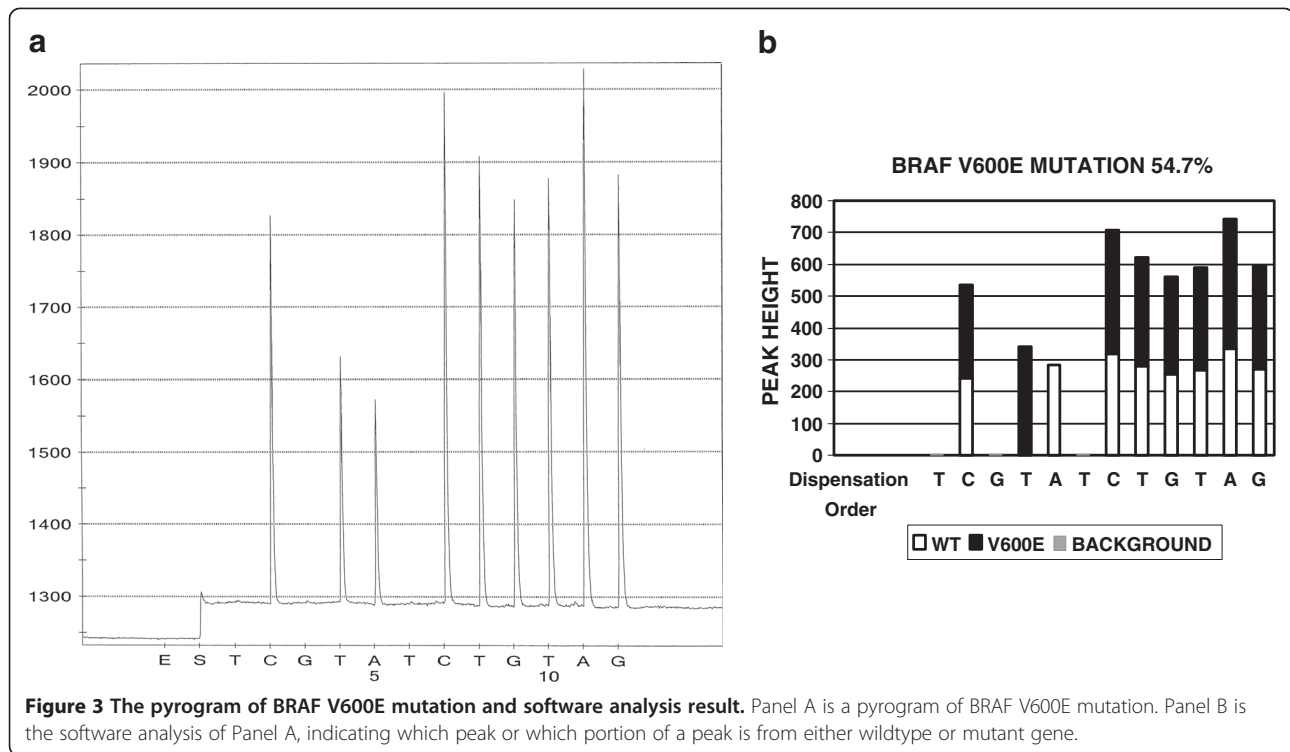 a
2000
1900
1800
1700
1600
1500
1400
1300
E S T C G T A T C T G T A G
5 10
b
BRAF V600E MUTATION 54.7%
PEAK HEIGHT
800
700
600
500
400
300
200
100
0
Dispensation T C G T A T C T G T A G
Order
WT V600E BACKGROUND
Figure 3 The pyrogram of BRAF V600E mutation and software analysis result. Panel A is a pyrogram of BRAF V600E mutation. Panel B is
the software analysis of Panel A, indicating which peak or which portion of a peak is from either wildtype or mutant gene.